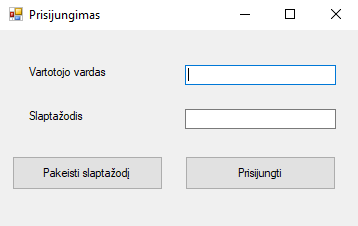 Prisijungimas
Vartotojo vardas
Slaptažodis
Pakeisti slaptažodį
Prisijungti